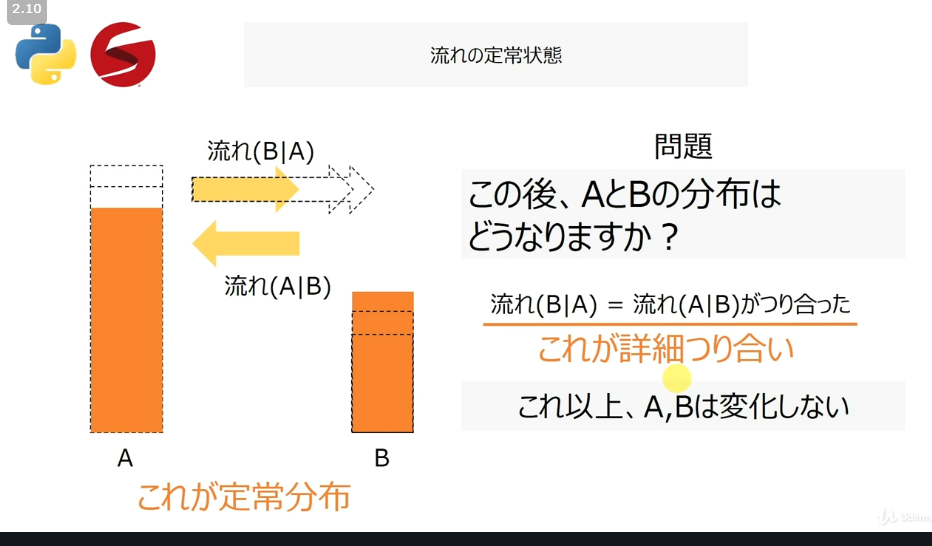 2.10
流れの定常状態
流れ(B|A)
流れ(A|B)
A
B
これが定常分布
問題
この後、AとBの分布は
どうなりますか？
流れ(B|A) = 流れ(A|B)がつり合った
これが詳細つり合い
これ以上、A,Bは変化しない
Udemy